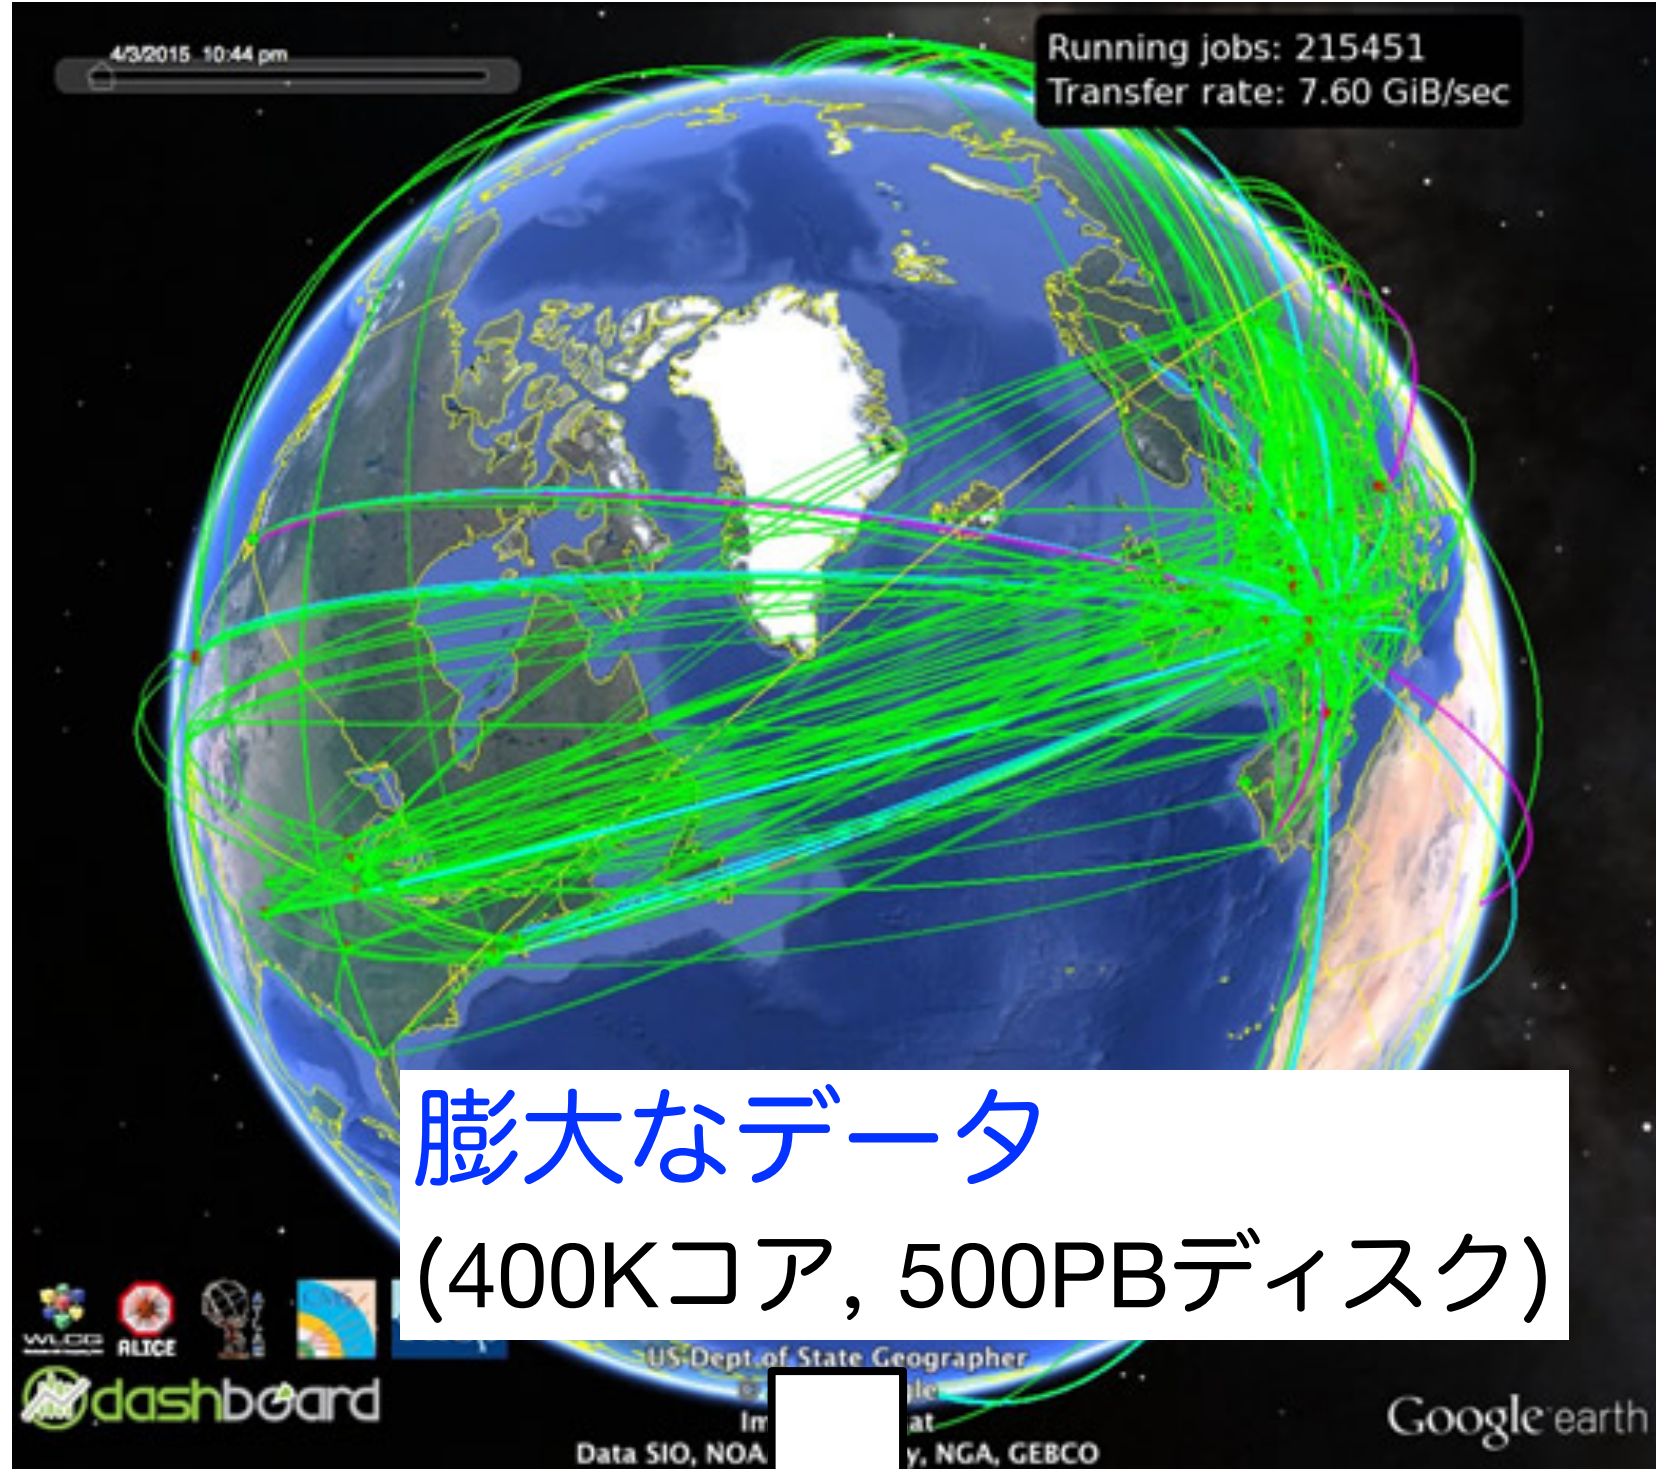 4/3/2015 10:44 pm
Running jobs: 215451
Transfer rate: 7.60 GiB/sec
膨大なデータ
(400Kコア, 500PBディスク)
WLCG
ALICE
ATLAS
CMS
dashboard
US Dept of State Geographer
Data SIO, NOA
y, NGA, GEBCO
Google earth